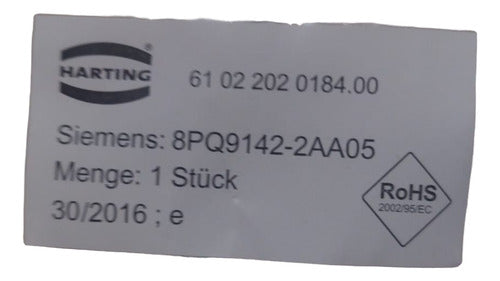 HARTING
61 02 202 0184.00
Siemens: 8PQ9142-2AA05
Menge: 1 Stück
30/2016 ; e
RoHS
2002/95/EC